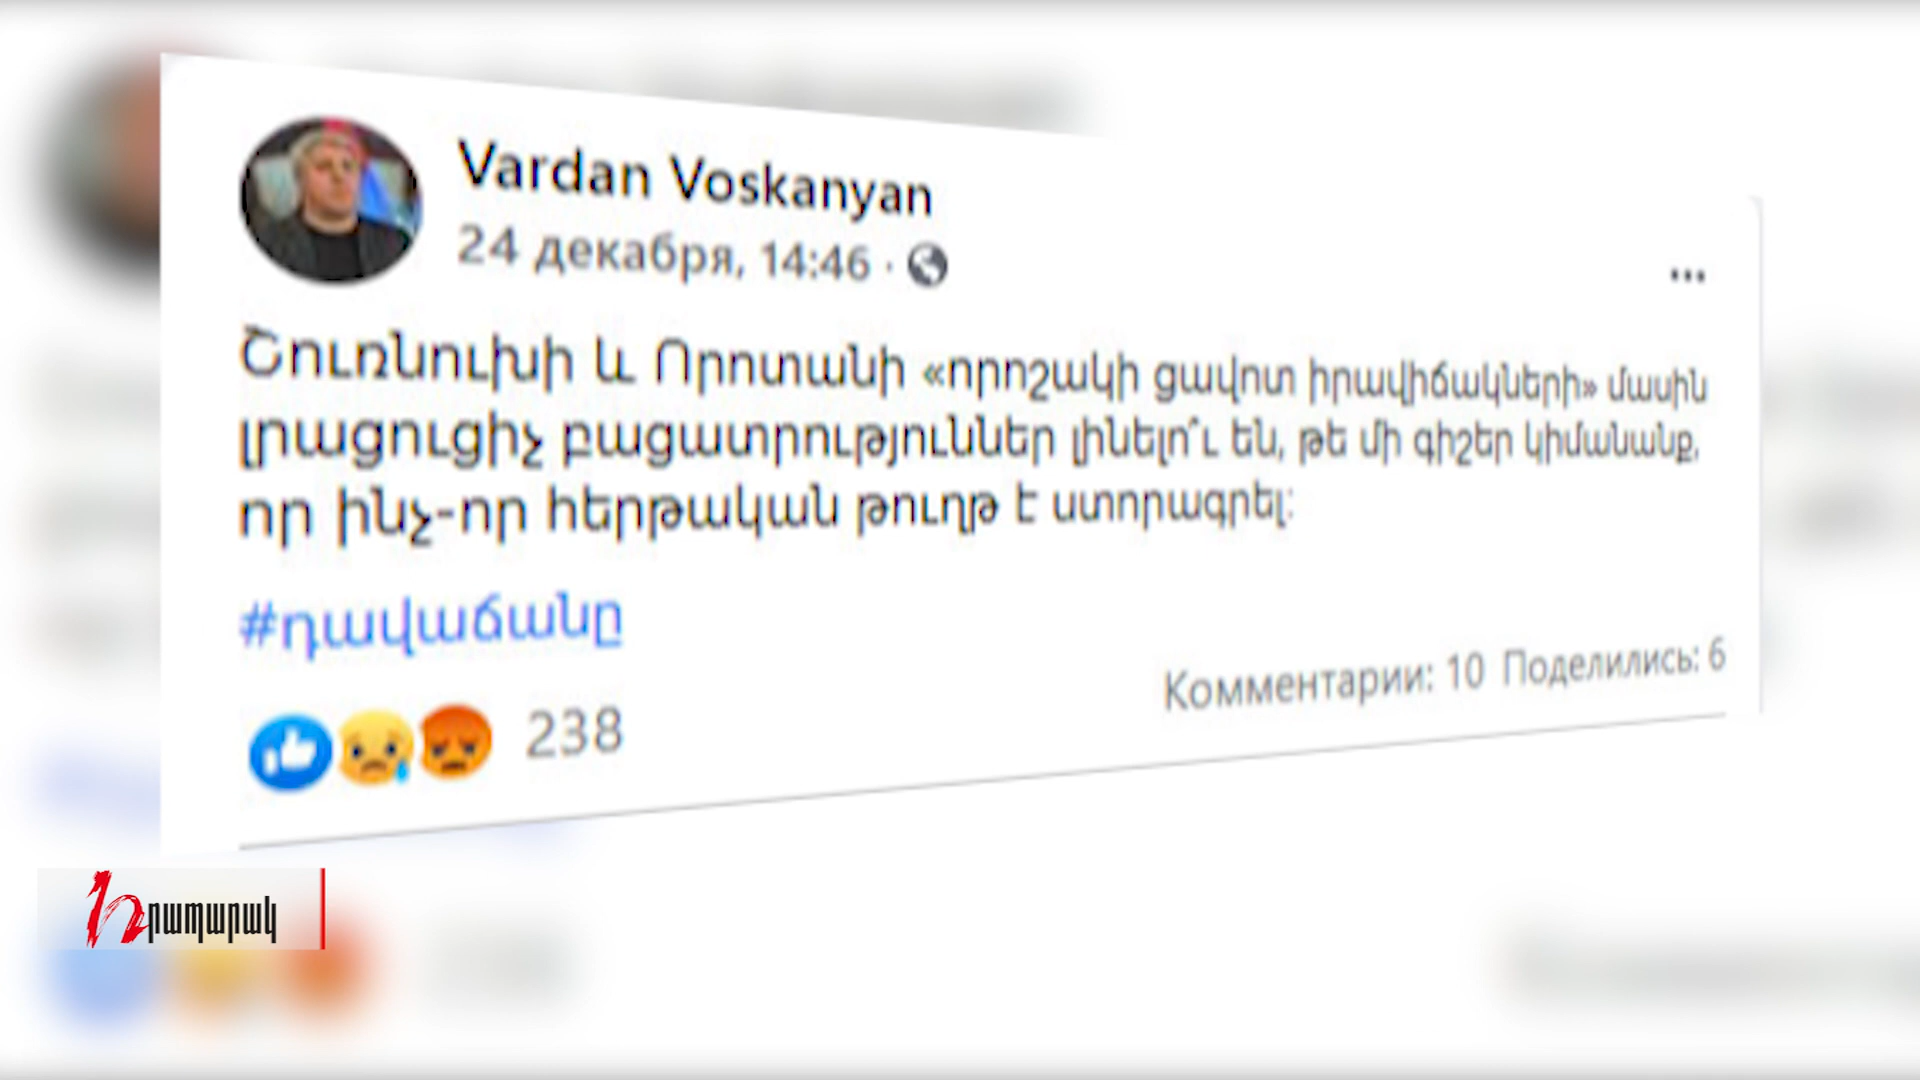 Vardan Voskanyan
24 декабря, 14:46 ·
...
Շուռնուխի և Որոտանի «որոշակի ցավոտ իրավիճակների» մասին
լրացուցիչ բացատրություններ լինելո՞ւ են, թե մի գիշեր կիմանանք,
որ ինչ-որ հերթական թուղթ է ստորագրել:
#դավաճանը
238
Комментарии: 10 Поделились: 6
Հրապարակ